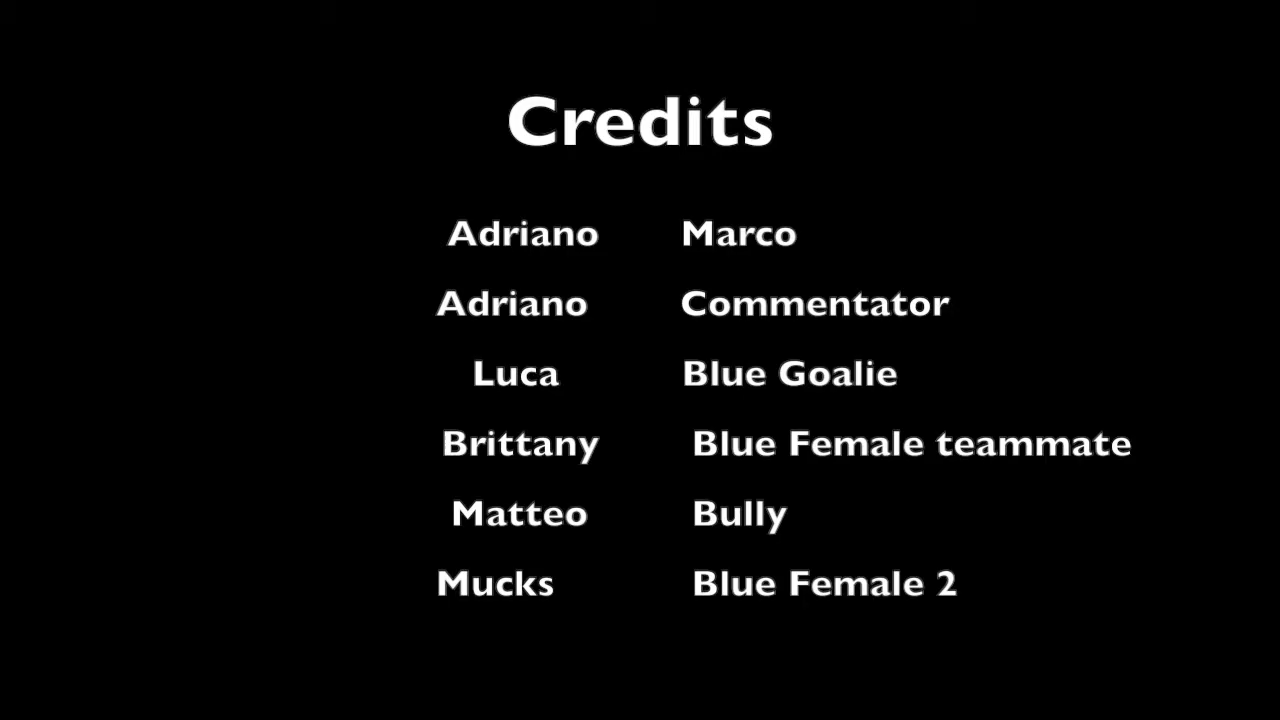 Credits
Adriano Marco
Adriano Commentator
Luca Blue Goalie
Brittany Blue Female teammate
Matteo Bully
Mucks Blue Female 2